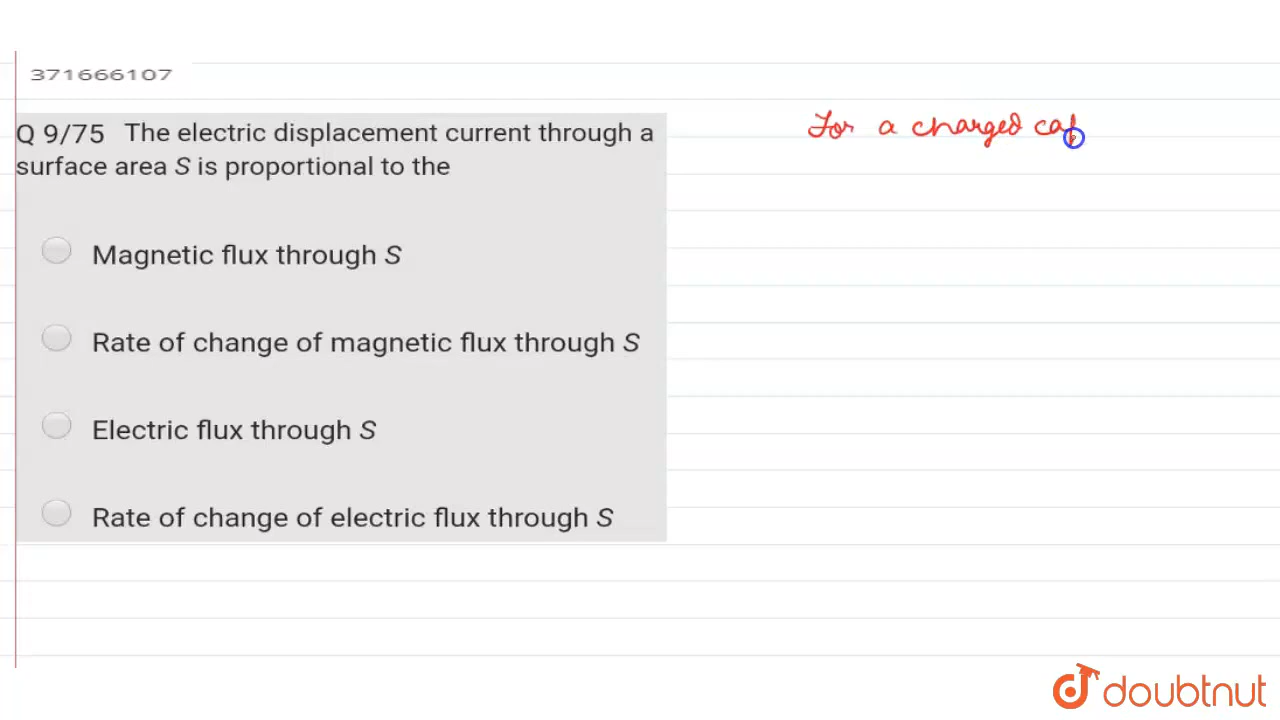 371666107
Q 9/75 The electric displacement current through a
surface area S is proportional to the
Magnetic flux through S
Rate of change of magnetic flux through S
Electric flux through S
Rate of change of electric flux through S
For a charged cap
doubtnut